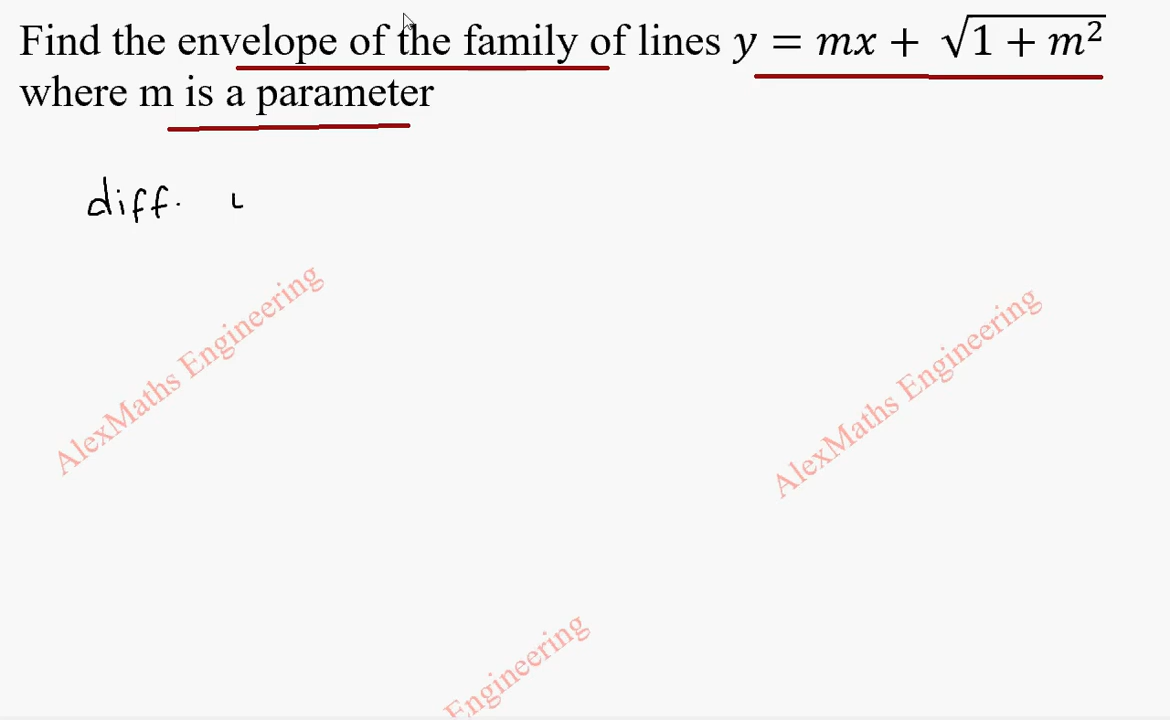 Find the envelope of the family of lines y = mx + √1 + m²
where m is a parameter
diff.
AlexMaths Engineering
AlexMaths Engineering
Engineering